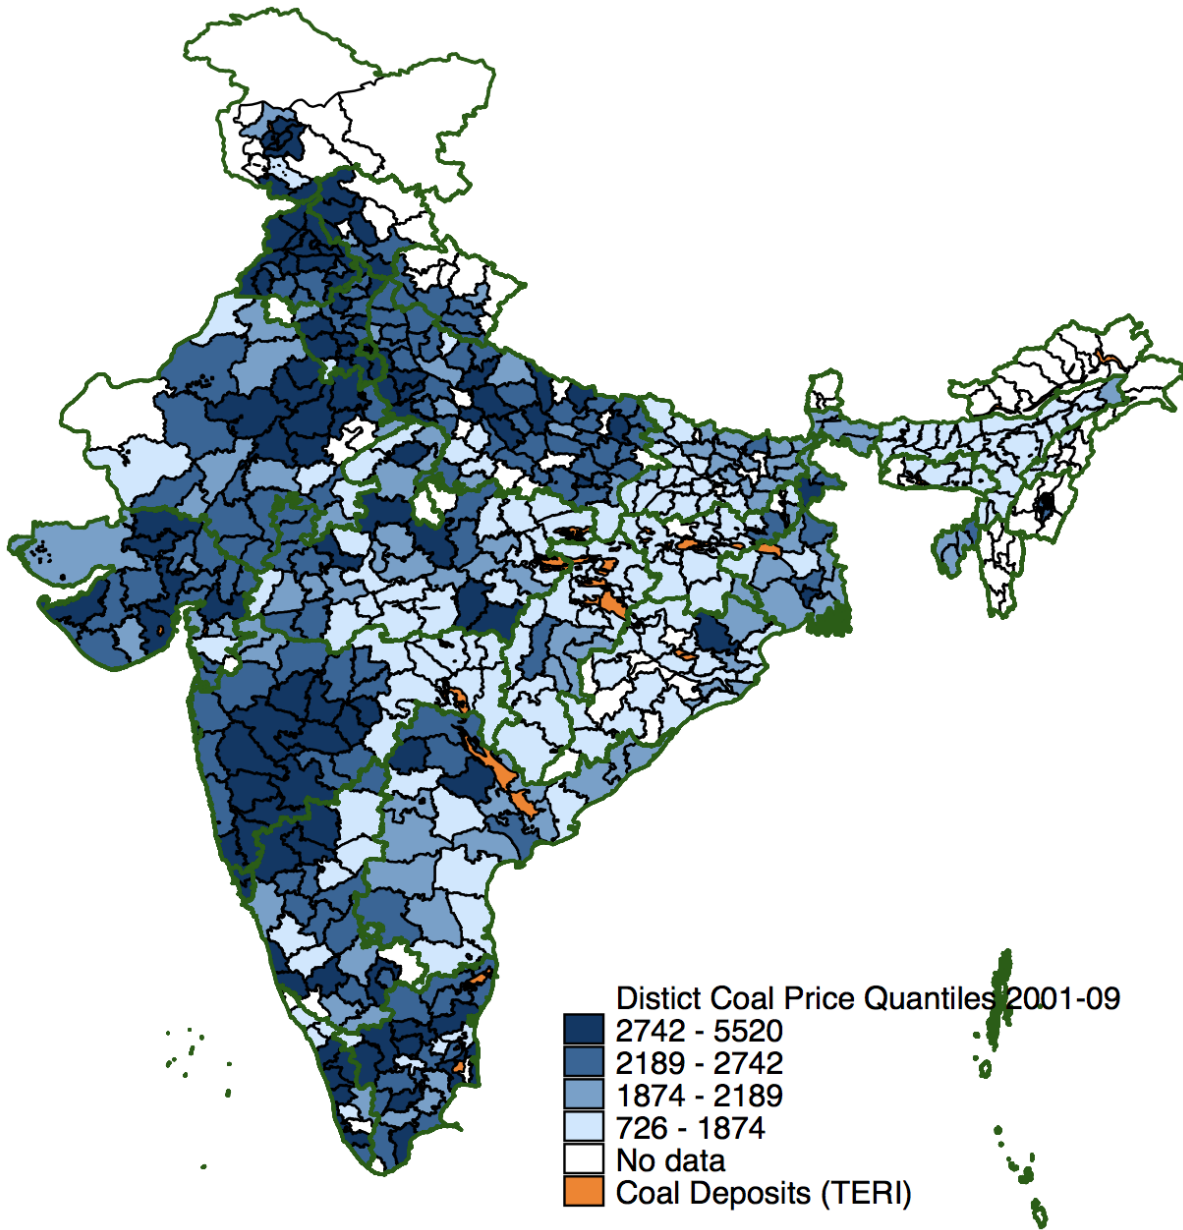 Distict Coal Price Quantiles 2001-09
2742 - 5520
2189 - 2742
1874 - 2189
726 - 1874
No data
Coal Deposits (TERI)